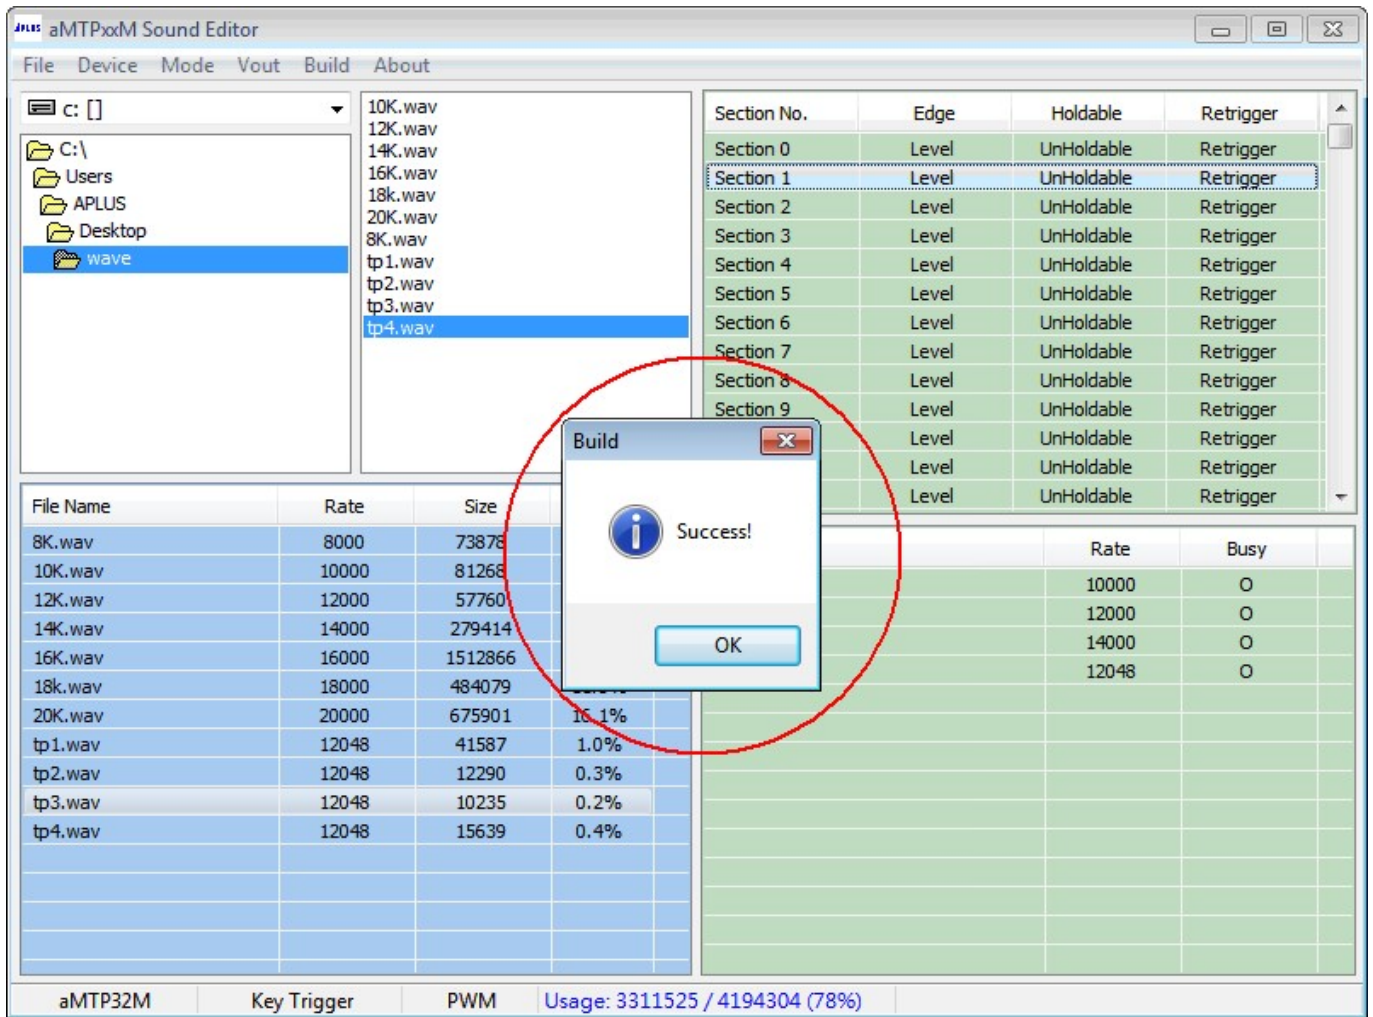 APLUS aMTPxxM Sound Editor
File Device Mode Vout Build About
c: []
C:\
Users
APLUS
Desktop
wave
10K.wav
12K.wav
14K.wav
16K.wav
18k.wav
20K.wav
8K.wav
tp1.wav
tp2.wav
tp3.wav
tp4.wav
Section No. Edge Holdable Retrigger
Section 0 Level UnHoldable Retrigger
Section 1 Level UnHoldable Retrigger
Section 2 Level UnHoldable Retrigger
Section 3 Level UnHoldable Retrigger
Section 4 Level UnHoldable Retrigger
Section 5 Level UnHoldable Retrigger
Section 6 Level UnHoldable Retrigger
Section 7 Level UnHoldable Retrigger
Section 8 Level UnHoldable Retrigger
Section 9 Level UnHoldable Retrigger
Level UnHoldable Retrigger
Level UnHoldable Retrigger
Level UnHoldable Retrigger
Build
Success!
OK
File Name Rate Size
8K.wav 8000 73878
10K.wav 10000 81268
12K.wav 12000 57760
14K.wav 14000 279414
16K.wav 16000 1512866
18k.wav 18000 484079
20K.wav 20000 675901 16.1%
tp1.wav 12048 41587 1.0%
tp2.wav 12048 12290 0.3%
tp3.wav 12048 10235 0.2%
tp4.wav 12048 15639 0.4%
Rate Busy
10000 O
12000 O
14000 O
12048 O
aMTP32M Key Trigger PWM Usage: 3311525 / 4194304 (78%)